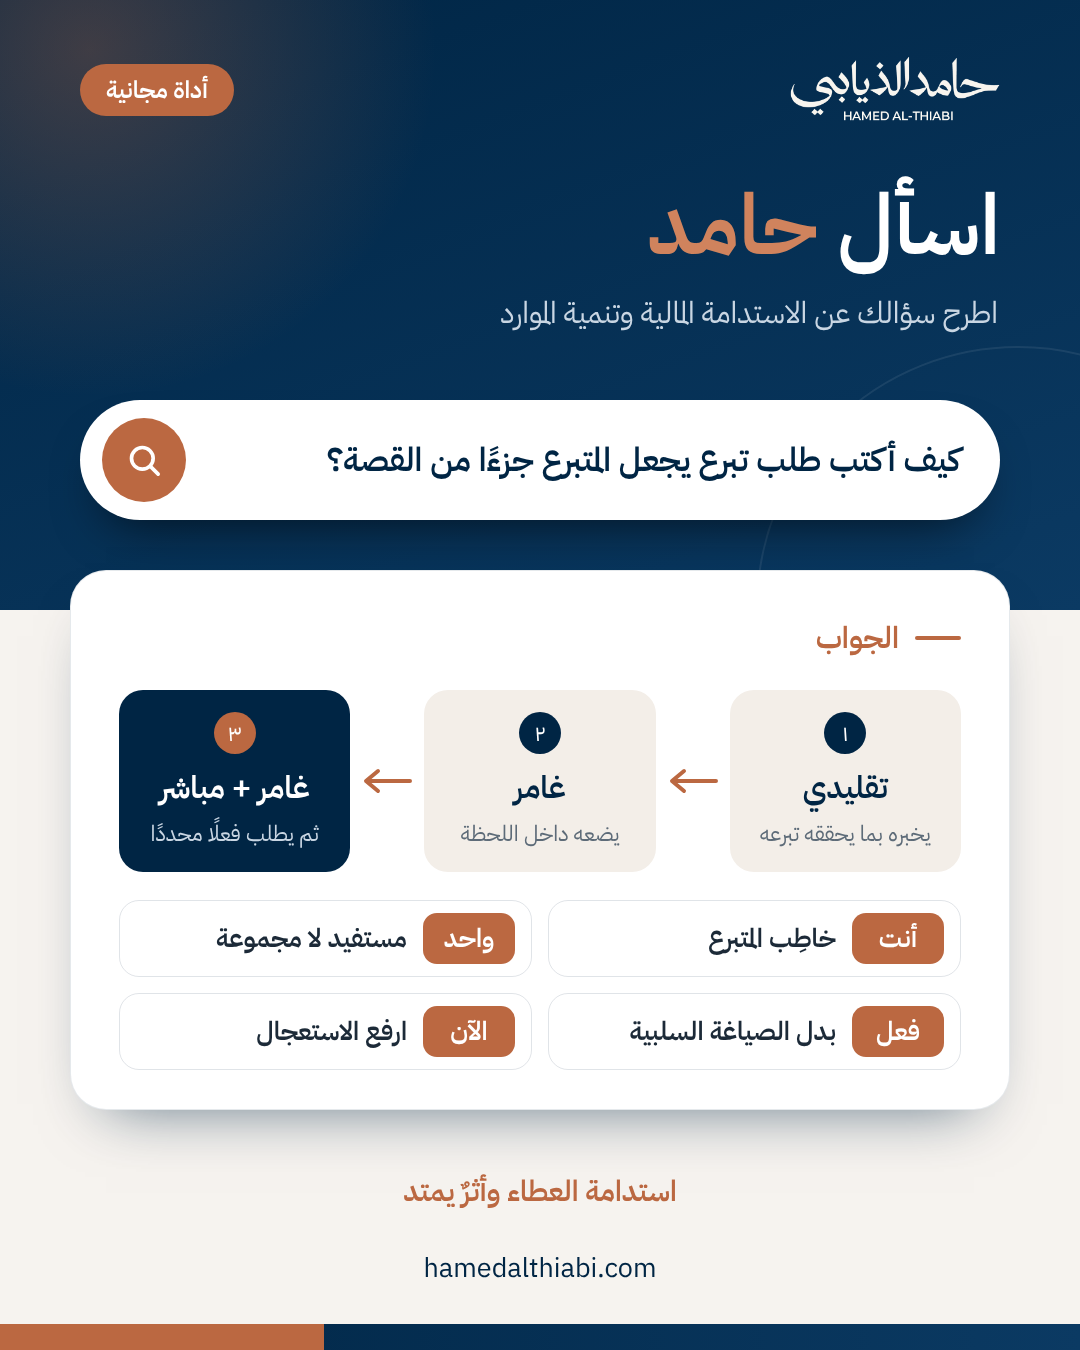 حامد الذيابي
HAMED AL-THIABI
أداة مجانية
اسأل حامد
اطرح سؤالك عن الاستدامة المالية وتنمية الموارد
كيف أكتب طلب تبرع يجعل المتبرع جزءًا من القصة؟
الجواب
١
تقليدي
يخبره بما يحققه تبرعه
٢
غامر
يضعه داخل اللحظة
٣
غامر + مباشر
ثم يطلب فعلًا محددًا
أنت خاطِب المتبرع
واحد مستفيد لا مجموعة
فعل بدل الصياغة السلبية
الآن ارفع الاستعجال
استدامة العطاء وأثرٌ يمتد
hamedalthiabi.com